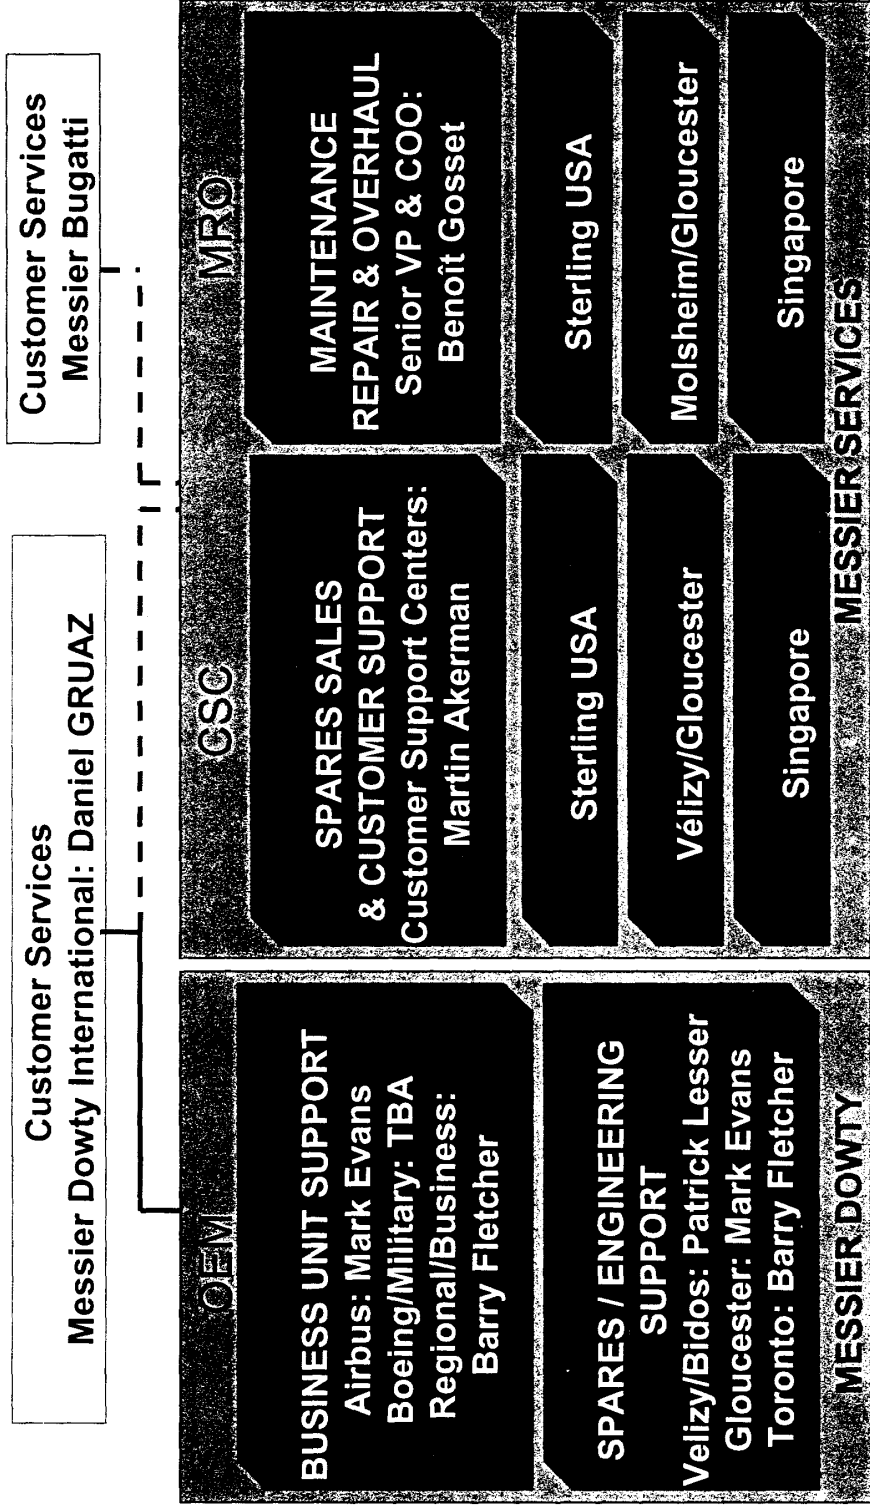 Customer Services
Messier Dowty International: Daniel GRUAZ
Customer Services
Messier Bugatti
OEM
BUSINESS UNIT SUPPORT
Airbus: Mark Evans
Boeing/Military: TBA
Regional/Business:
Barry Fletcher
SPARES / ENGINEERING
SUPPORT
Velizy/Bidos: Patrick Lesser
Gloucester: Mark Evans
Toronto: Barry Fletcher
MESSIER DOWTY
CSC
SPARES SALES
& CUSTOMER SUPPORT
Customer Support Centers:
Martin Akerman
Sterling USA
Vélizy/Gloucester
Singapore
MRO
MAINTENANCE
REPAIR & OVERHAUL
Senior VP & COO:
Benoît Gosset
Sterling USA
Molsheim/Gloucester
Singapore
MESSIER SERVICES